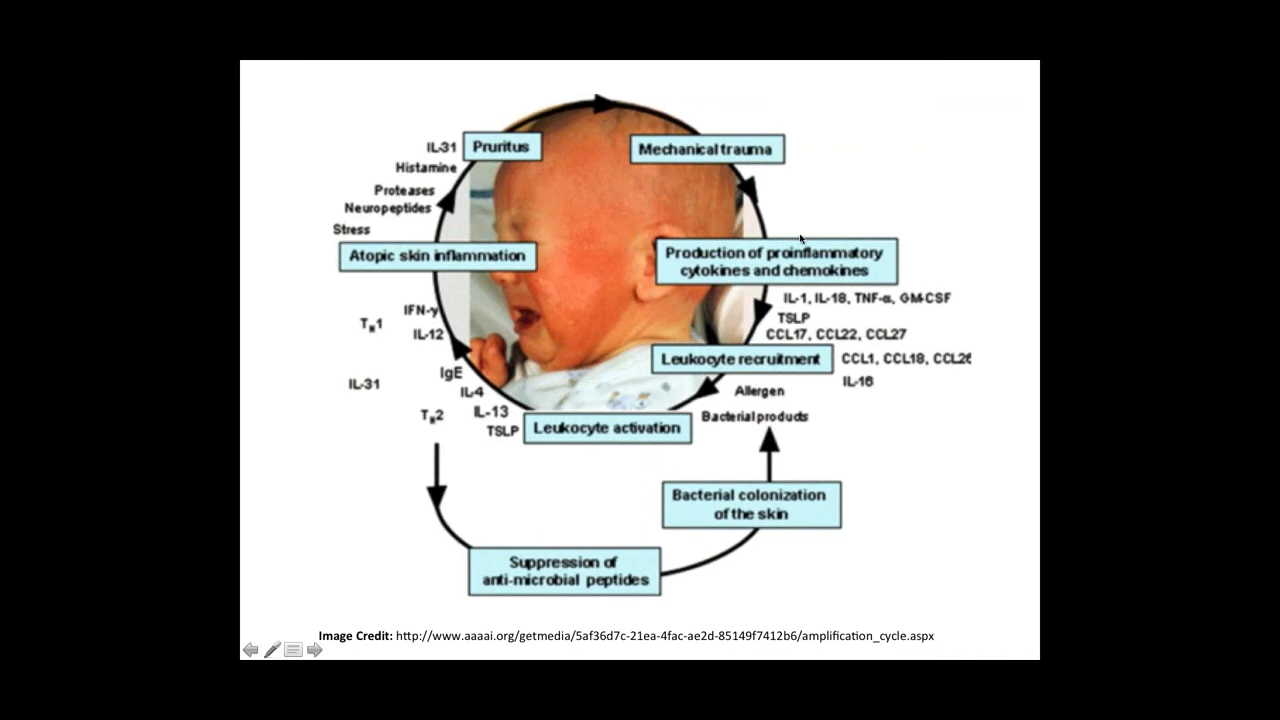 IL-31
Pruritus
Mechanical trauma
Histamine
Proteases
Neuropeptides
Stress
Atopic skin inflammation
Production of proinflammatory
cytokines and chemokines
IL-1, IL-18, TNF-α, GM-CSF
TSLP
CCL17, CCL22, CCL27
Leukocyte recruitment
CCL1, CCL18, CCL26
IL-16
IFN-γ
TH1
IL-12
IgE
IL-31
IL-4
TH2
IL-13
TSLP
Leukocyte activation
Allergen
Bacterial products
Bacterial colonization
of the skin
Suppression of
anti-microbial peptides
Image Credit: http://www.aaaai.org/getmedia/5af36d7c-21ea-4fac-ae2d-85149f7412b6/amplification_cycle.aspx